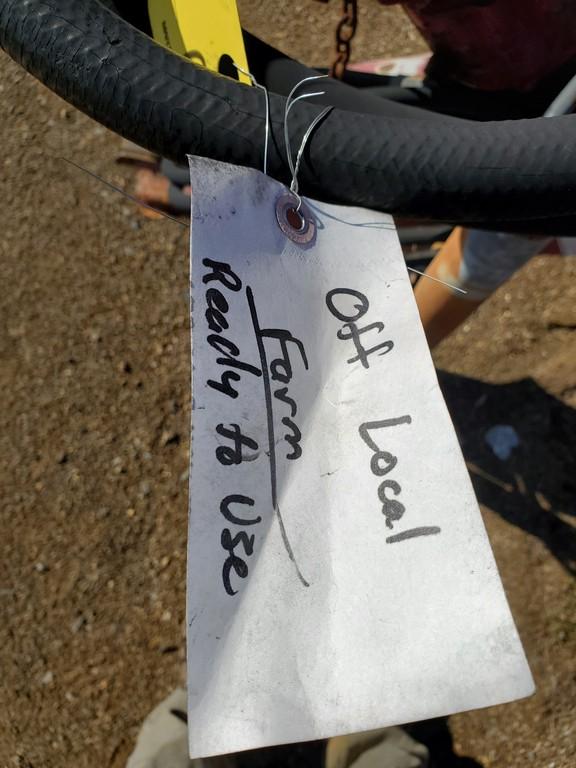 Off Local
Farm
Ready to Use